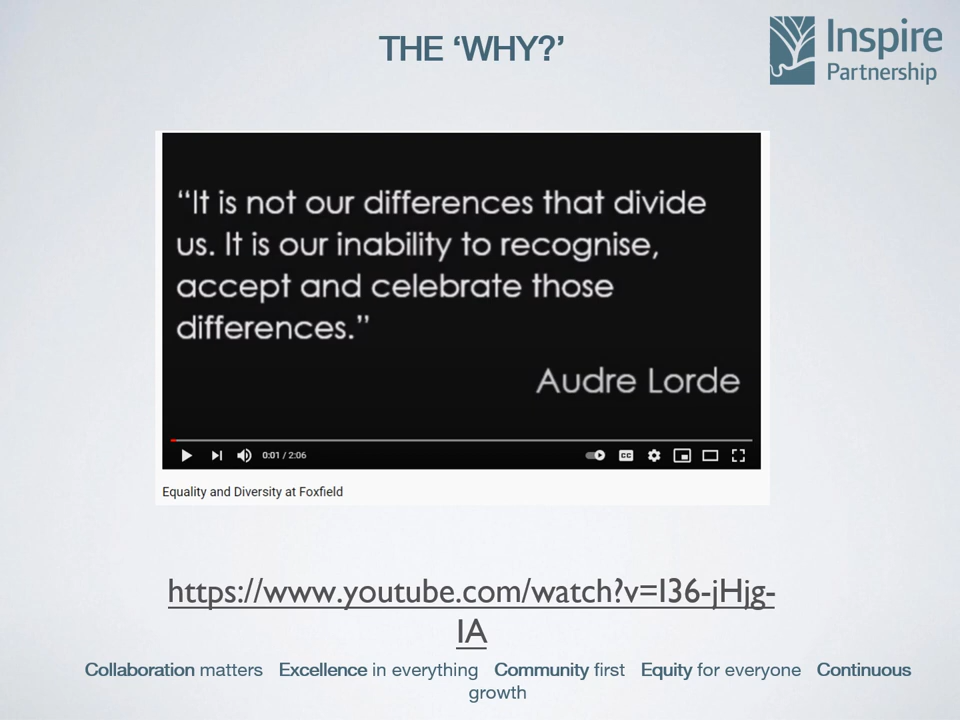 THE ‘WHY?’
Inspire
Partnership
“It is not our differences that divide
us. It is our inability to recognise,
accept and celebrate those
differences.”
Audre Lorde
0:01 / 2:06
CC
Equality and Diversity at Foxfield
https://www.youtube.com/watch?v=I36-jHjg-
IA
Collaboration matters Excellence in everything Community first Equity for everyone Continuous
growth